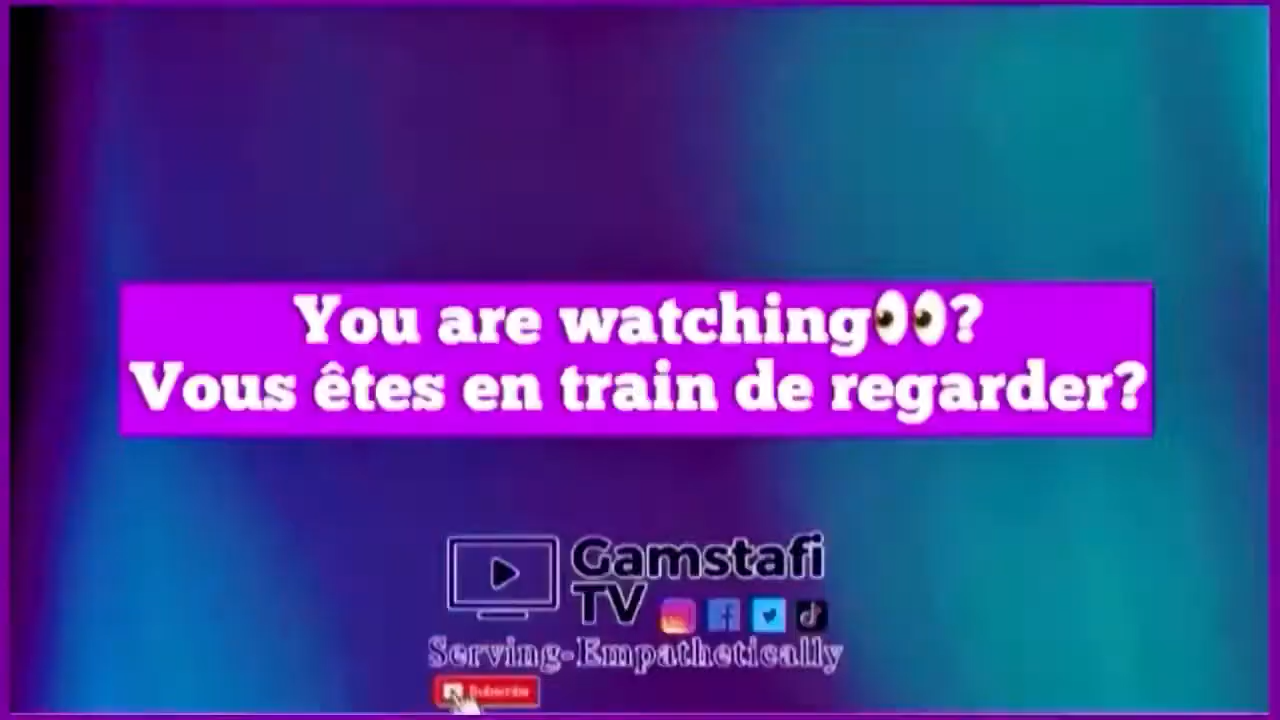 You are watching👀?
Vous êtes en train de regarder?
Gamstafi
TV
Serving-Empathetically
Subscribe